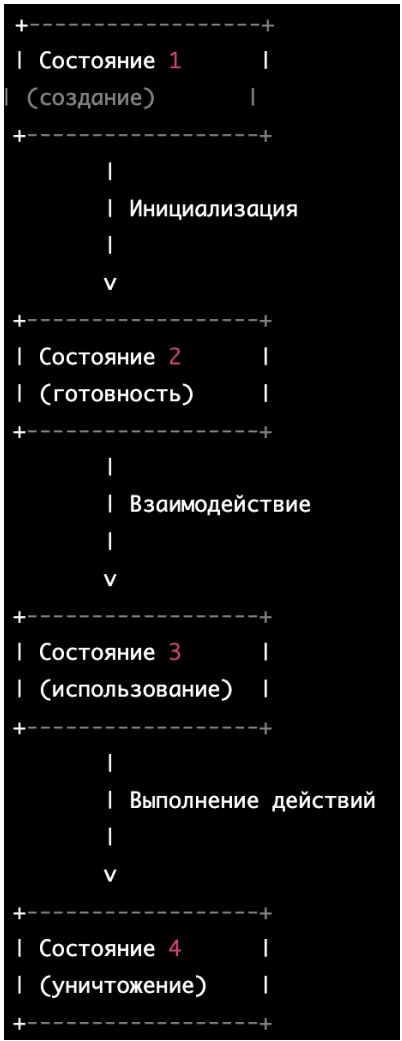 +------------------+
| Состояние 1      |
| (создание)       |
+------------------+
       |
       | Инициализация
       |
       v
+------------------+
| Состояние 2      |
| (готовность)     |
+------------------+
       |
       | Взаимодействие
       |
       v
+------------------+
| Состояние 3      |
| (использование)  |
+------------------+
       |
       | Выполнение действий
       |
       v
+------------------+
| Состояние 4      |
| (уничтожение)    |
+------------------+